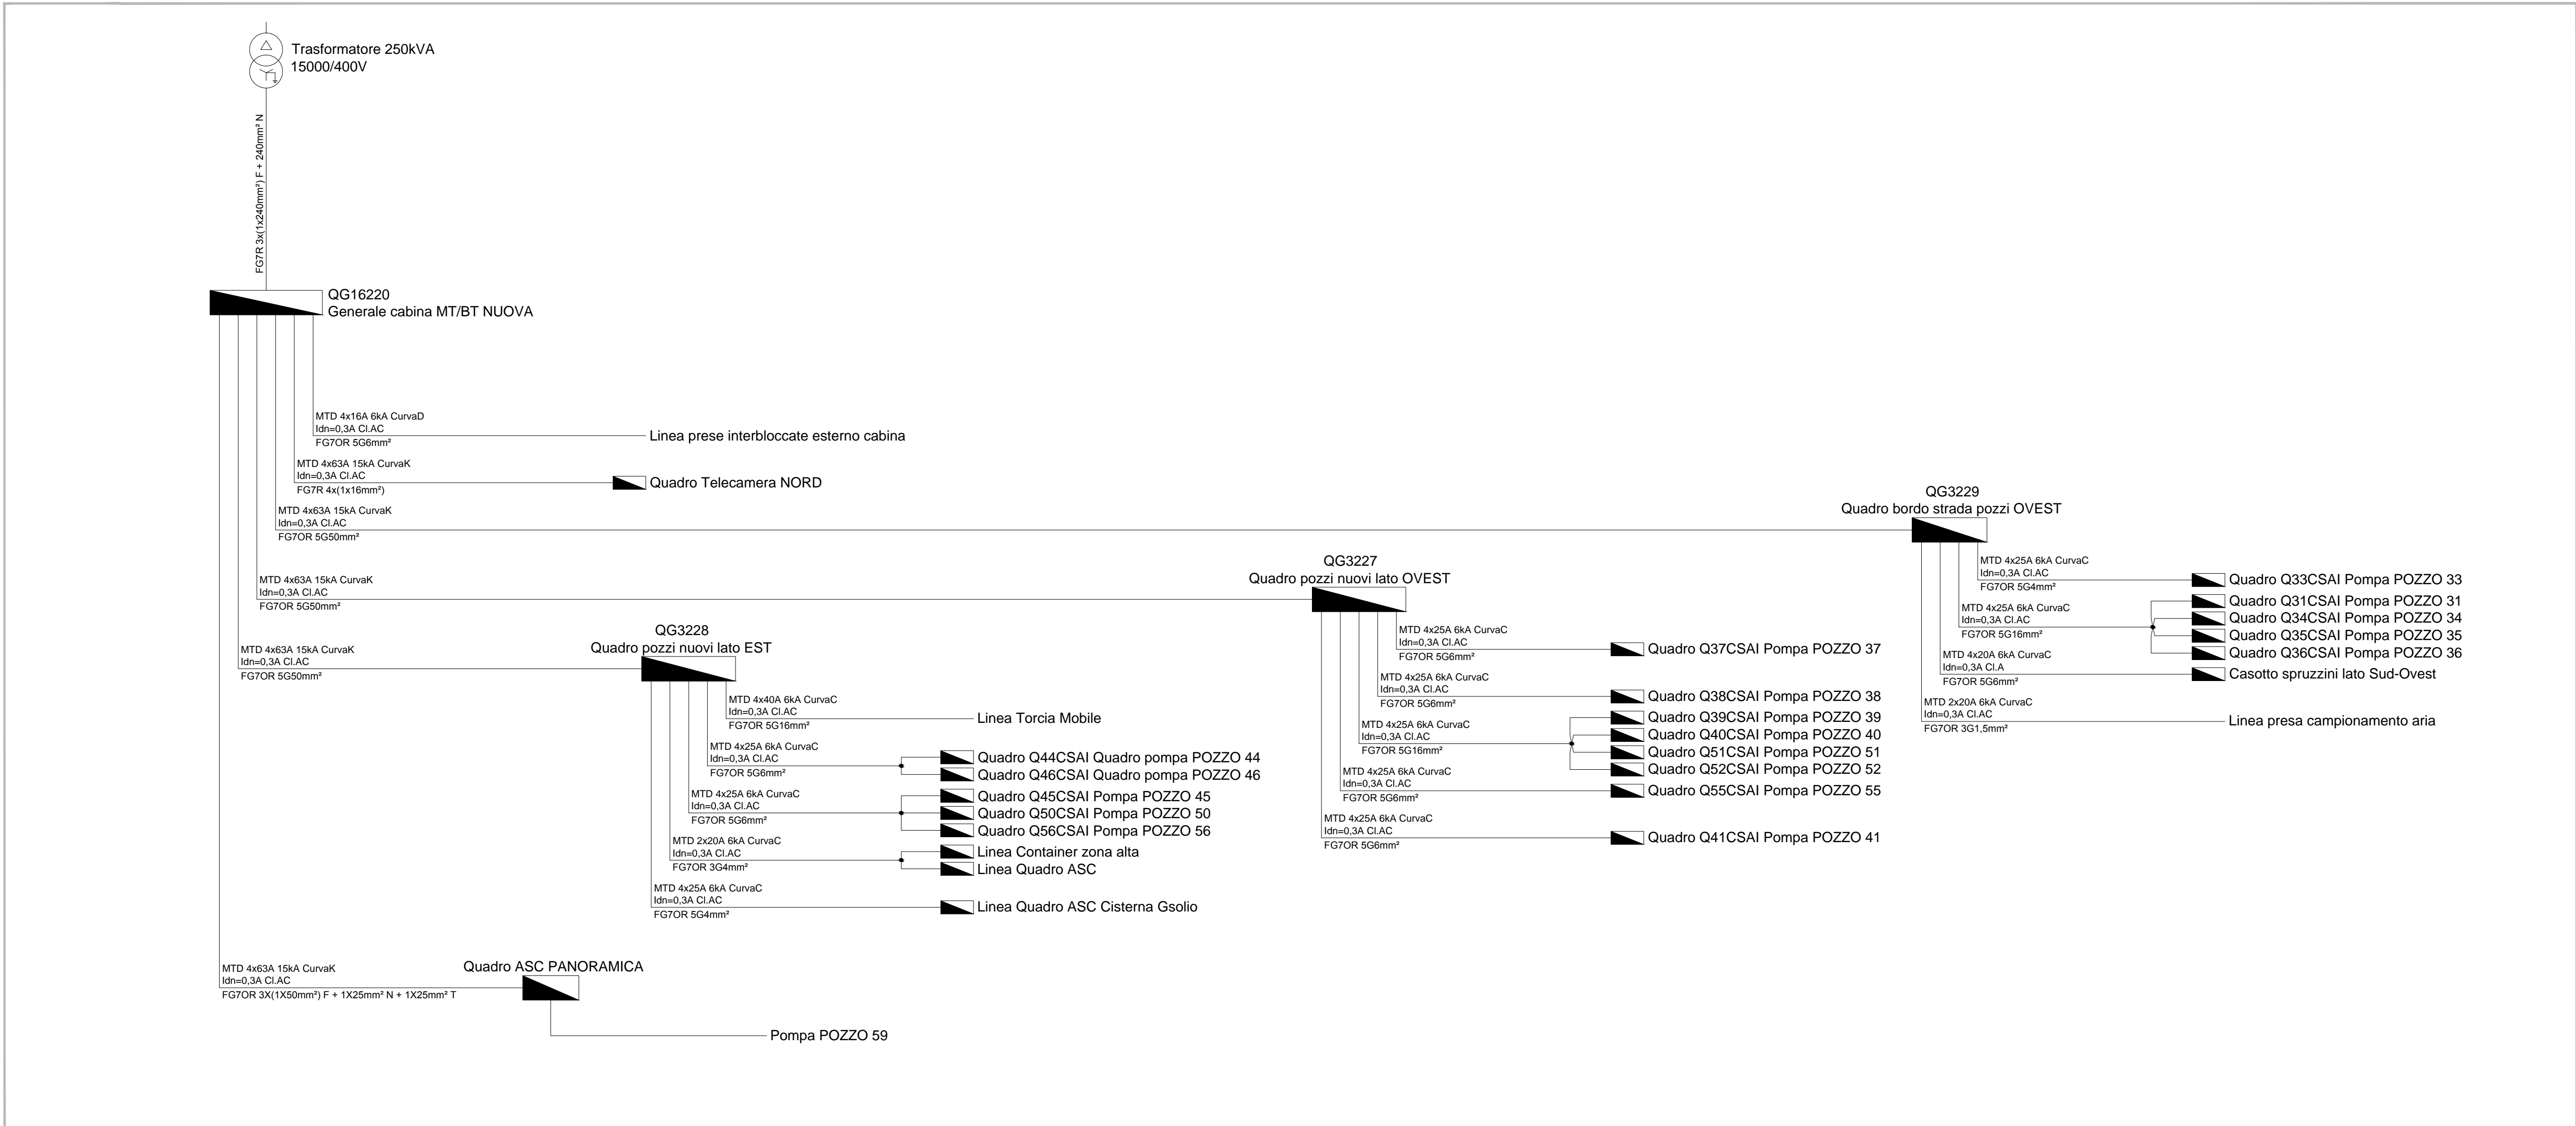 Trasformatore 250kVA
15000/400V
FG7R 3x(1x240mm²) F + 240mm² N
QG16220
Generale cabina MT/BT NUOVA
MTD 4x16A 6kA CurvaD
Idn=0,3A Cl.AC
FG7OR 5G6mm²
Linea prese interbloccate esterno cabina
MTD 4x63A 15kA CurvaK
Idn=0,3A Cl.AC
FG7R 4x(1x16mm²)
Quadro Telecamera NORD
MTD 4x63A 15kA CurvaK
Idn=0,3A Cl.AC
FG7OR 5G50mm²
QG3229
Quadro bordo strada pozzi OVEST
MTD 4x25A 6kA CurvaC
Idn=0,3A Cl.AC
FG7OR 5G4mm²
Quadro Q33CSAI Pompa POZZO 33
MTD 4x25A 6kA CurvaC
Idn=0,3A Cl.AC
FG7OR 5G16mm²
Quadro Q31CSAI Pompa POZZO 31
Quadro Q34CSAI Pompa POZZO 34
Quadro Q35CSAI Pompa POZZO 35
Quadro Q36CSAI Pompa POZZO 36
MTD 4x20A 6kA CurvaC
Idn=0,3A Cl.A
FG7OR 5G6mm²
Casotto spruzzini lato Sud-Ovest
MTD 2x20A 6kA CurvaC
Idn=0,3A Cl.AC
FG7OR 3G1,5mm²
Linea presa campionamento aria
MTD 4x63A 15kA CurvaK
Idn=0,3A Cl.AC
FG7OR 5G50mm²
QG3227
Quadro pozzi nuovi lato OVEST
MTD 4x25A 6kA CurvaC
Idn=0,3A Cl.AC
FG7OR 5G6mm²
Quadro Q37CSAI Pompa POZZO 37
MTD 4x25A 6kA CurvaC
Idn=0,3A Cl.AC
FG7OR 5G6mm²
Quadro Q38CSAI Pompa POZZO 38
MTD 4x25A 6kA CurvaC
Idn=0,3A Cl.AC
FG7OR 5G16mm²
Quadro Q39CSAI Pompa POZZO 39
Quadro Q40CSAI Pompa POZZO 40
Quadro Q51CSAI Pompa POZZO 51
Quadro Q52CSAI Pompa POZZO 52
MTD 4x25A 6kA CurvaC
Idn=0,3A Cl.AC
FG7OR 5G6mm²
Quadro Q55CSAI Pompa POZZO 55
MTD 4x25A 6kA CurvaC
Idn=0,3A Cl.AC
FG7OR 5G6mm²
Quadro Q41CSAI Pompa POZZO 41
MTD 4x63A 15kA CurvaK
Idn=0,3A Cl.AC
FG7OR 5G50mm²
QG3228
Quadro pozzi nuovi lato EST
MTD 4x40A 6kA CurvaC
Idn=0,3A Cl.AC
FG7OR 5G16mm²
Linea Torcia Mobile
MTD 4x25A 6kA CurvaC
Idn=0,3A Cl.AC
FG7OR 5G6mm²
Quadro Q44CSAI Quadro pompa POZZO 44
Quadro Q46CSAI Quadro pompa POZZO 46
MTD 4x25A 6kA CurvaC
Idn=0,3A Cl.AC
FG7OR 5G6mm²
Quadro Q45CSAI Pompa POZZO 45
Quadro Q50CSAI Pompa POZZO 50
Quadro Q56CSAI Pompa POZZO 56
MTD 2x20A 6kA CurvaC
Idn=0,3A Cl.AC
FG7OR 3G4mm²
Linea Container zona alta
Linea Quadro ASC
MTD 4x25A 6kA CurvaC
Idn=0,3A Cl.AC
FG7OR 5G4mm²
Linea Quadro ASC Cisterna Gsolio
MTD 4x63A 15kA CurvaK
Idn=0,3A Cl.AC
FG7OR 3X(1X50mm²) F + 1X25mm² N + 1X25mm² T
Quadro ASC PANORAMICA
Pompa POZZO 59